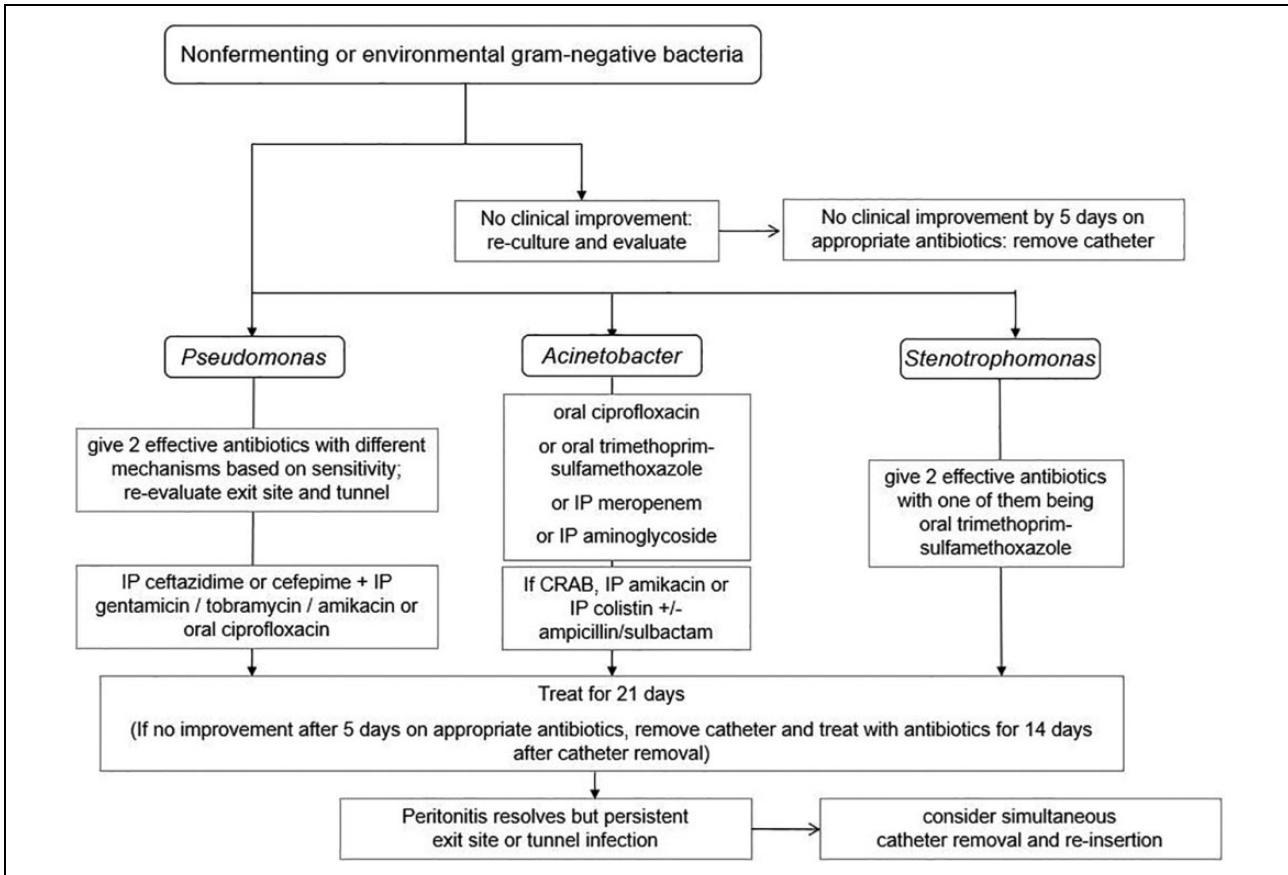 Nonfermenting or environmental gram-negative bacteria
No clinical improvement:
re-culture and evaluate
No clinical improvement by 5 days on
appropriate antibiotics: remove catheter
Pseudomonas
give 2 effective antibiotics with different
mechanisms based on sensitivity;
re-evaluate exit site and tunnel
IP ceftazidime or cefepime + IP
gentamicin / tobramycin / amikacin or
oral ciprofloxacin
Acinetobacter
oral ciprofloxacin
or oral trimethoprim-
sulfamethoxazole
or IP meropenem
or IP aminoglycoside
If CRAB, IP amikacin or
IP colistin +/-
ampicillin/sulbactam
Stenotrophomonas
give 2 effective antibiotics
with one of them being
oral trimethoprim-
sulfamethoxazole
Treat for 21 days
(If no improvement after 5 days on appropriate antibiotics, remove catheter and treat with antibiotics for 14 days
after catheter removal)
Peritonitis resolves but persistent
exit site or tunnel infection
consider simultaneous
catheter removal and re-insertion